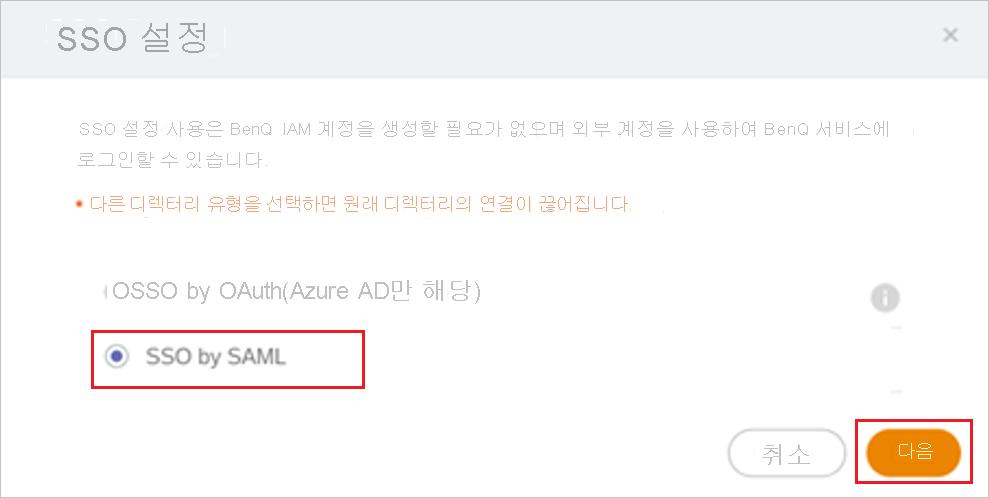 SSO 설정
SSO 설정 사용은 BenQ IAM 계정을 생성할 필요가 없으며 외부 계정을 사용하여 BenQ 서비스에
로그인할 수 있습니다.
다른 디렉터리 유형을 선택하면 원래 디렉터리의 연결이 끊어집니다.
OSSO by OAuth(Azure AD만 해당)
SSO by SAML
취소
다음